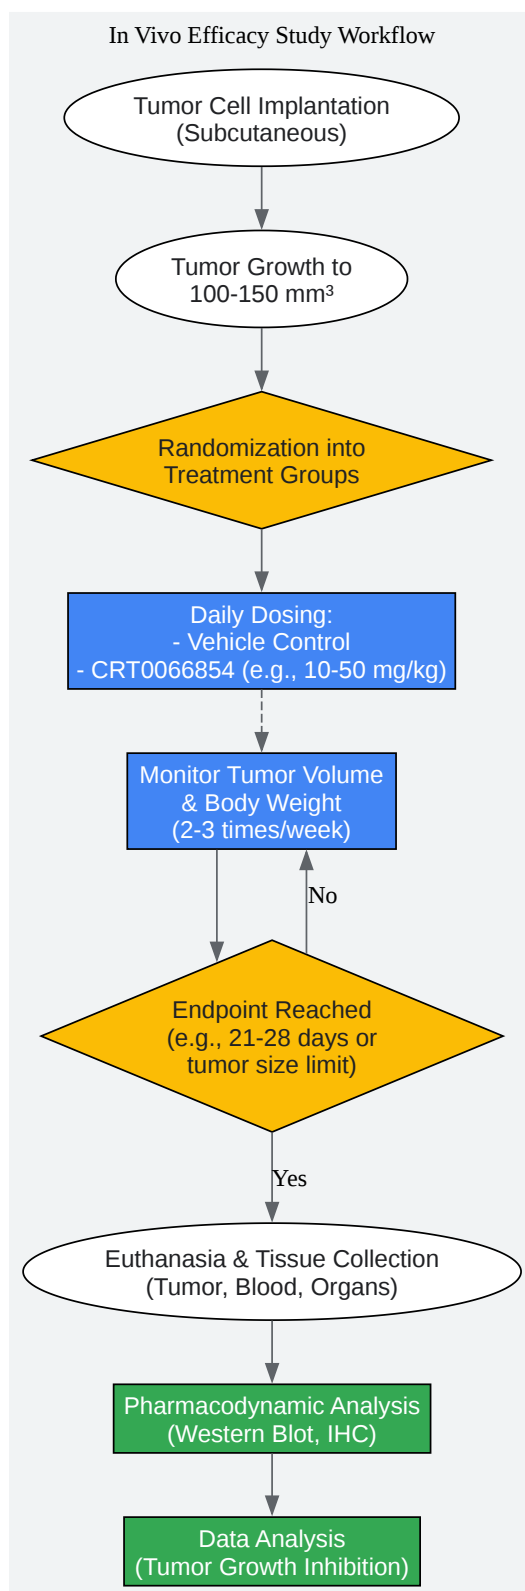 In Vivo Efficacy Study Workflow
Tumor Cell Implantation
(Subcutaneous)
Tumor Growth to
100-150 mm³
Randomization into
Treatment Groups
Daily Dosing:
- Vehicle Control
- CRT0066854 (e.g., 10-50 mg/kg)
Monitor Tumor Volume
& Body Weight
(2-3 times/week)
No
Endpoint Reached
(e.g., 21-28 days or
tumor size limit)
Yes
Euthanasia & Tissue Collection
(Tumor, Blood, Organs)
Pharmacodynamic Analysis
(Western Blot, IHC)
Data Analysis
(Tumor Growth Inhibition)